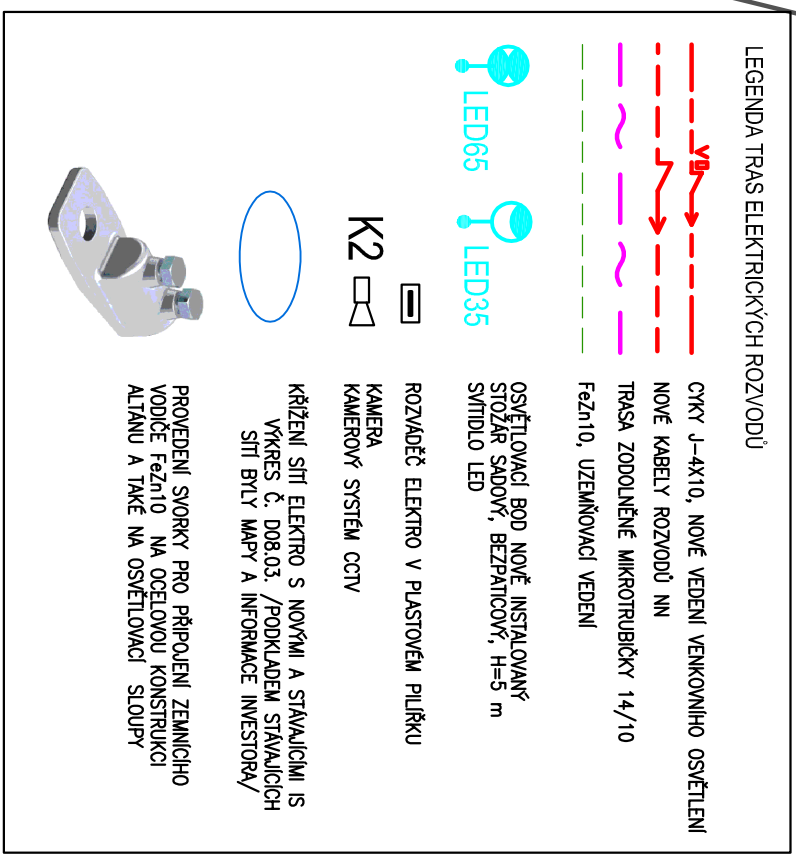 LEGENDA TRAS ELEKTRICKÝCH ROZVODŮ
VO
CYKY J-4X10, NOVÉ VEDENÍ VENKOVNÍHO OSVĚTLENÍ
NOVÉ KABELY ROZVODŮ NN
TRASA ZODOLNĚNÉ MIKROTRUBIČKY 14/10
FeZn10, UZEMŇOVACÍ VEDENÍ
LED65
LED35
OSVĚTLOVACÍ BOD NOVĚ INSTALOVANÝ
STOŽÁR SADOVÝ, BEZPATICOVÝ, H=5 m
SVÍTIDLO LED
ROZVÁDĚČ ELEKTRO V PLASTOVÉM PILÍŘKU
K2
KAMERA
KAMEROVÝ SYSTÉM CCTV
KŘÍŽENÍ SÍTÍ ELEKTRO S NOVÝMI A STÁVAJÍCÍMI IS
VÝKRES Č. D08.03. /PODKLADEM STÁVAJÍCÍCH
SÍTÍ BYLY MAPY A INFORMACE INVESTORA/
PROVEDENÍ SVORKY PRO PŘIPOJENÍ ZEMNÍCÍHO
VODIČE FeZn10 NA OCELOVOU KONSTRUKCI
ALTÁNU A TAKÉ NA OSVĚTLOVACÍ SLOUPY